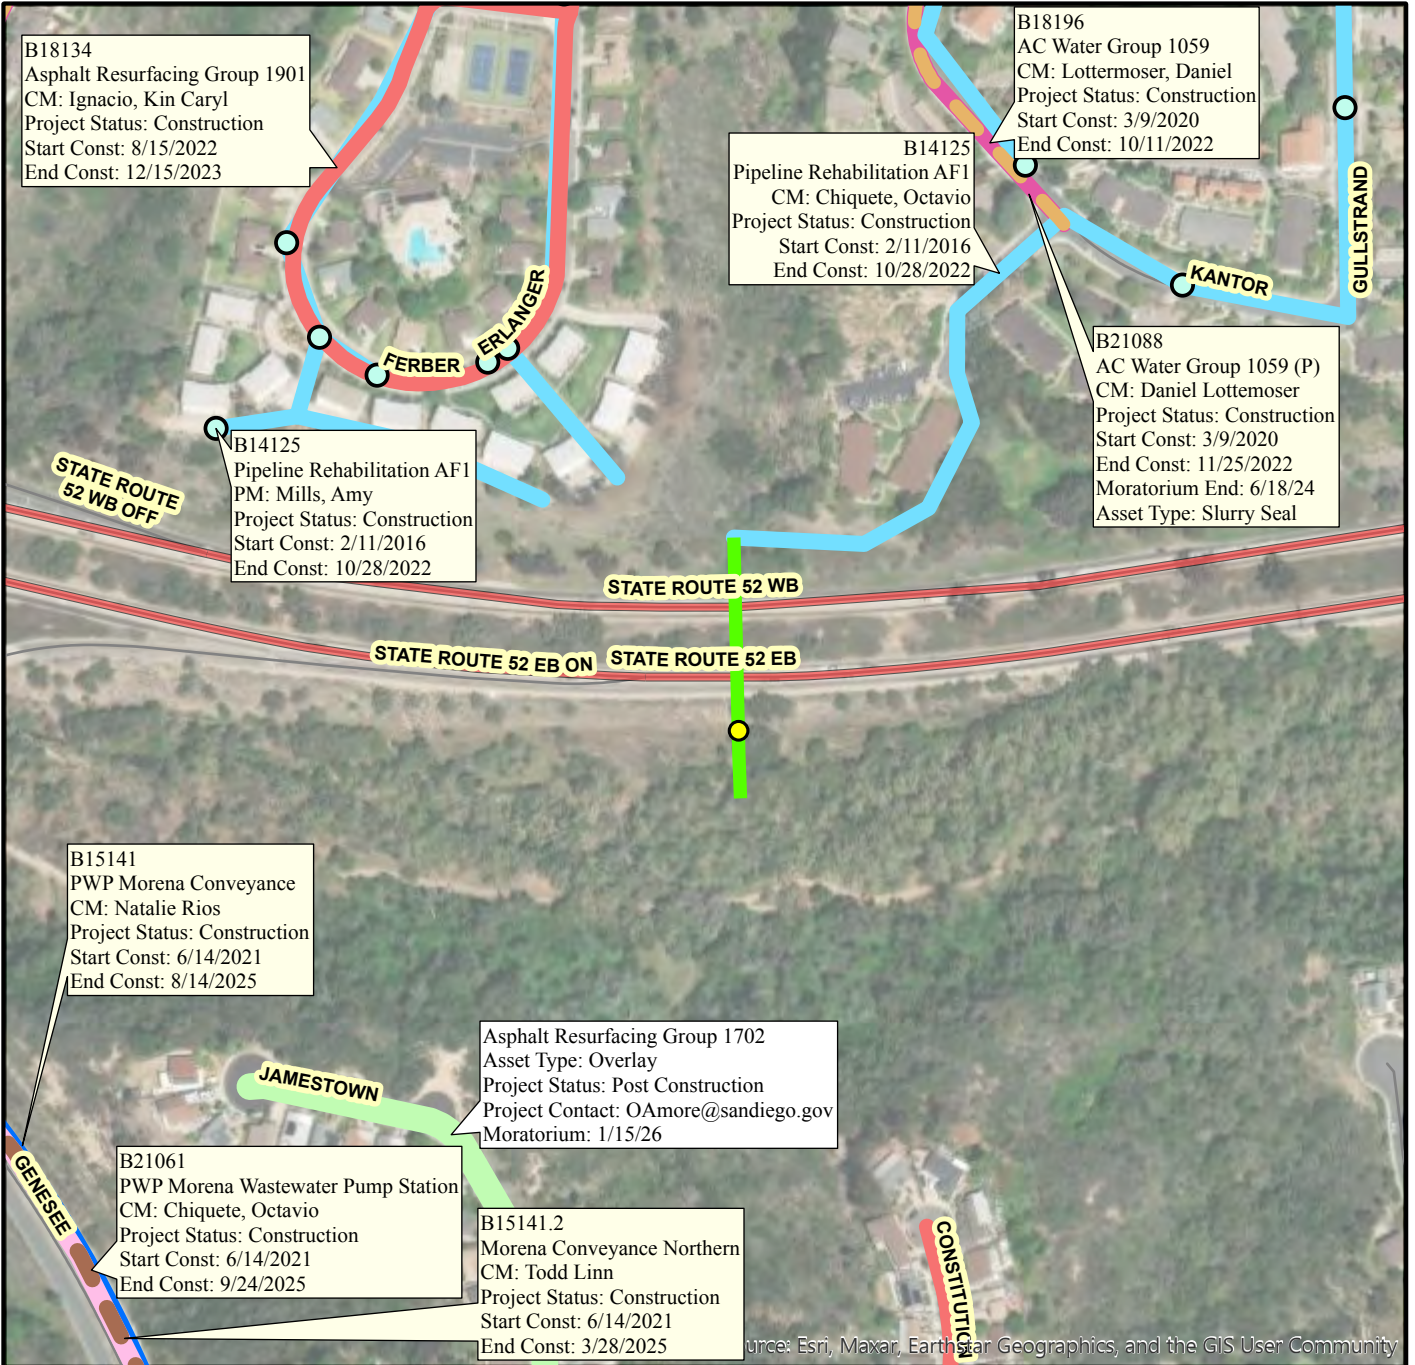 B18134
Asphalt Resurfacing Group 1901
CM: Ignacio, Kin Caryl
Project Status: Construction
Start Const: 8/15/2022
End Const: 12/15/2023
B18196
AC Water Group 1059
CM: Lottermoser, Daniel
Project Status: Construction
Start Const: 3/9/2020
End Const: 10/11/2022
B14125
Pipeline Rehabilitation AF1
CM: Chiquete, Octavio
Project Status: Construction
Start Const: 2/11/2016
End Const: 10/28/2022
GULLSTRAND
KANTOR
ERLANGER
FERBER
B21088
AC Water Group 1059 (P)
CM: Daniel Lottemoser
Project Status: Construction
Start Const: 3/9/2020
End Const: 11/25/2022
Moratorium End: 6/18/24
Asset Type: Slurry Seal
B14125
Pipeline Rehabilitation AF1
PM: Mills, Amy
Project Status: Construction
Start Const: 2/11/2016
End Const: 10/28/2022
STATE ROUTE
52 WB OFF
STATE ROUTE 52 WB
STATE ROUTE 52 EB ON
STATE ROUTE 52 EB
B15141
PWP Morena Conveyance
CM: Natalie Rios
Project Status: Construction
Start Const: 6/14/2021
End Const: 8/14/2025
Asphalt Resurfacing Group 1702
Asset Type: Overlay
Project Status: Post Construction
Project Contact: OAmore@sandiego.gov
Moratorium: 1/15/26
JAMESTOWN
GENESEE
B21061
PWP Morena Wastewater Pump Station
CM: Chiquete, Octavio
Project Status: Construction
Start Const: 6/14/2021
End Const: 9/24/2025
B15141.2
Morena Conveyance Northern
CM: Todd Linn
Project Status: Construction
Start Const: 6/14/2021
End Const: 3/28/2025
CONSTITUTION
urce: Esri, Maxar, Earthstar Geographics, and the GIS User Community